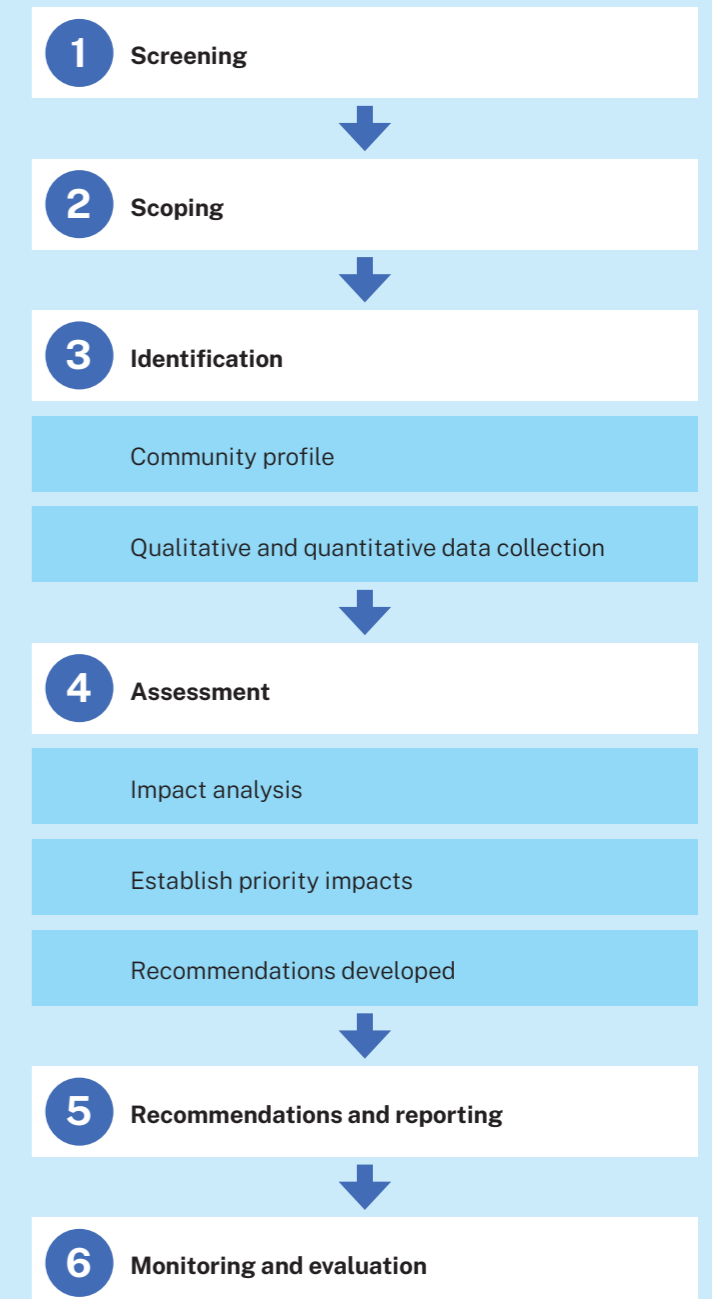 1 Screening
2 Scoping
3 Identification
Community profile
Qualitative and quantitative data collection
4 Assessment
Impact analysis
Establish priority impacts
Recommendations developed
5 Recommendations and reporting
6 Monitoring and evaluation